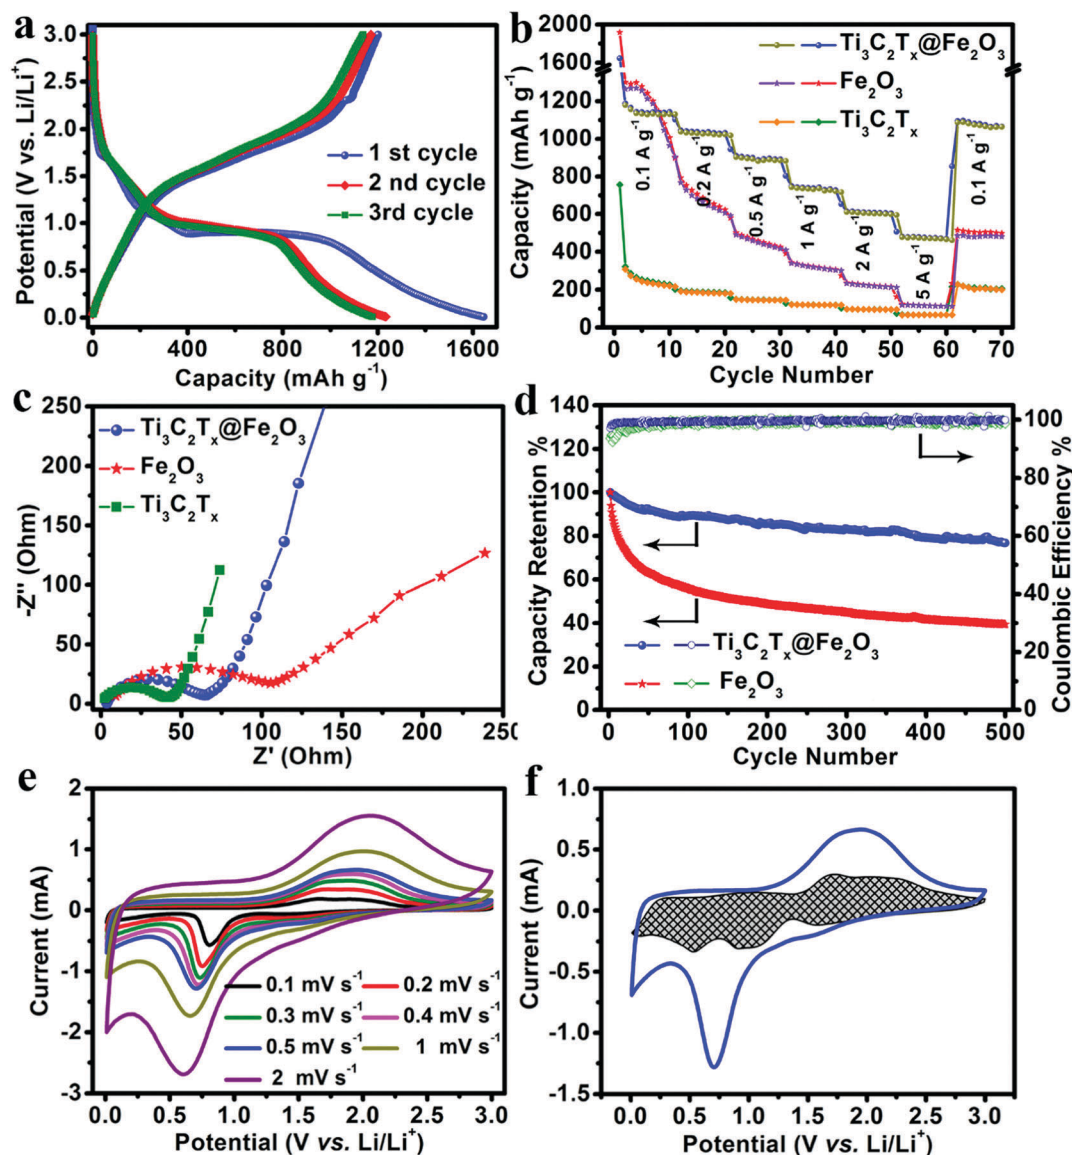 a
Potential (V vs. Li/Li⁺)
3.0
2.5
2.0
1.5
1.0
0.5
0.0
1 st cycle
2 nd cycle
3rd cycle
0 400 800 1200 1600
Capacity (mAh g⁻¹)
b
Capacity (mAh g⁻¹)
2000
1800
1600
1200
1000
800
600
400
200
0
Ti₃C₂Tₓ@Fe₂O₃
Fe₂O₃
Ti₃C₂Tₓ
0.1 A g⁻¹
0.2 A g⁻¹
0.5 A g⁻¹
1 A g⁻¹
2 A g⁻¹
5 A g⁻¹
0.1 A g⁻¹
0 10 20 30 40 50 60 70
Cycle Number
c
-Z'' (Ohm)
250
200
150
100
50
0
Ti₃C₂Tₓ@Fe₂O₃
Fe₂O₃
Ti₃C₂Tₓ
0 50 100 150 200 250
Z' (Ohm)
d
Capacity Retention %
140
120
100
80
60
40
20
0
Coulombic Efficiency %
100
80
60
40
20
0
Ti₃C₂Tₓ@Fe₂O₃
Fe₂O₃
0 100 200 300 400 500
Cycle Number
e
Current (mA)
2
1
0
-1
-2
-3
0.1 mV s⁻¹ 0.2 mV s⁻¹
0.3 mV s⁻¹ 0.4 mV s⁻¹
0.5 mV s⁻¹ 1 mV s⁻¹
2 mV s⁻¹
0.0 0.5 1.0 1.5 2.0 2.5 3.0
Potential (V vs. Li/Li⁺)
f
Current (mA)
1.0
0.5
0.0
-0.5
-1.0
-1.5
0.0 0.5 1.0 1.5 2.0 2.5 3.0
Potential (V vs. Li/Li⁺)